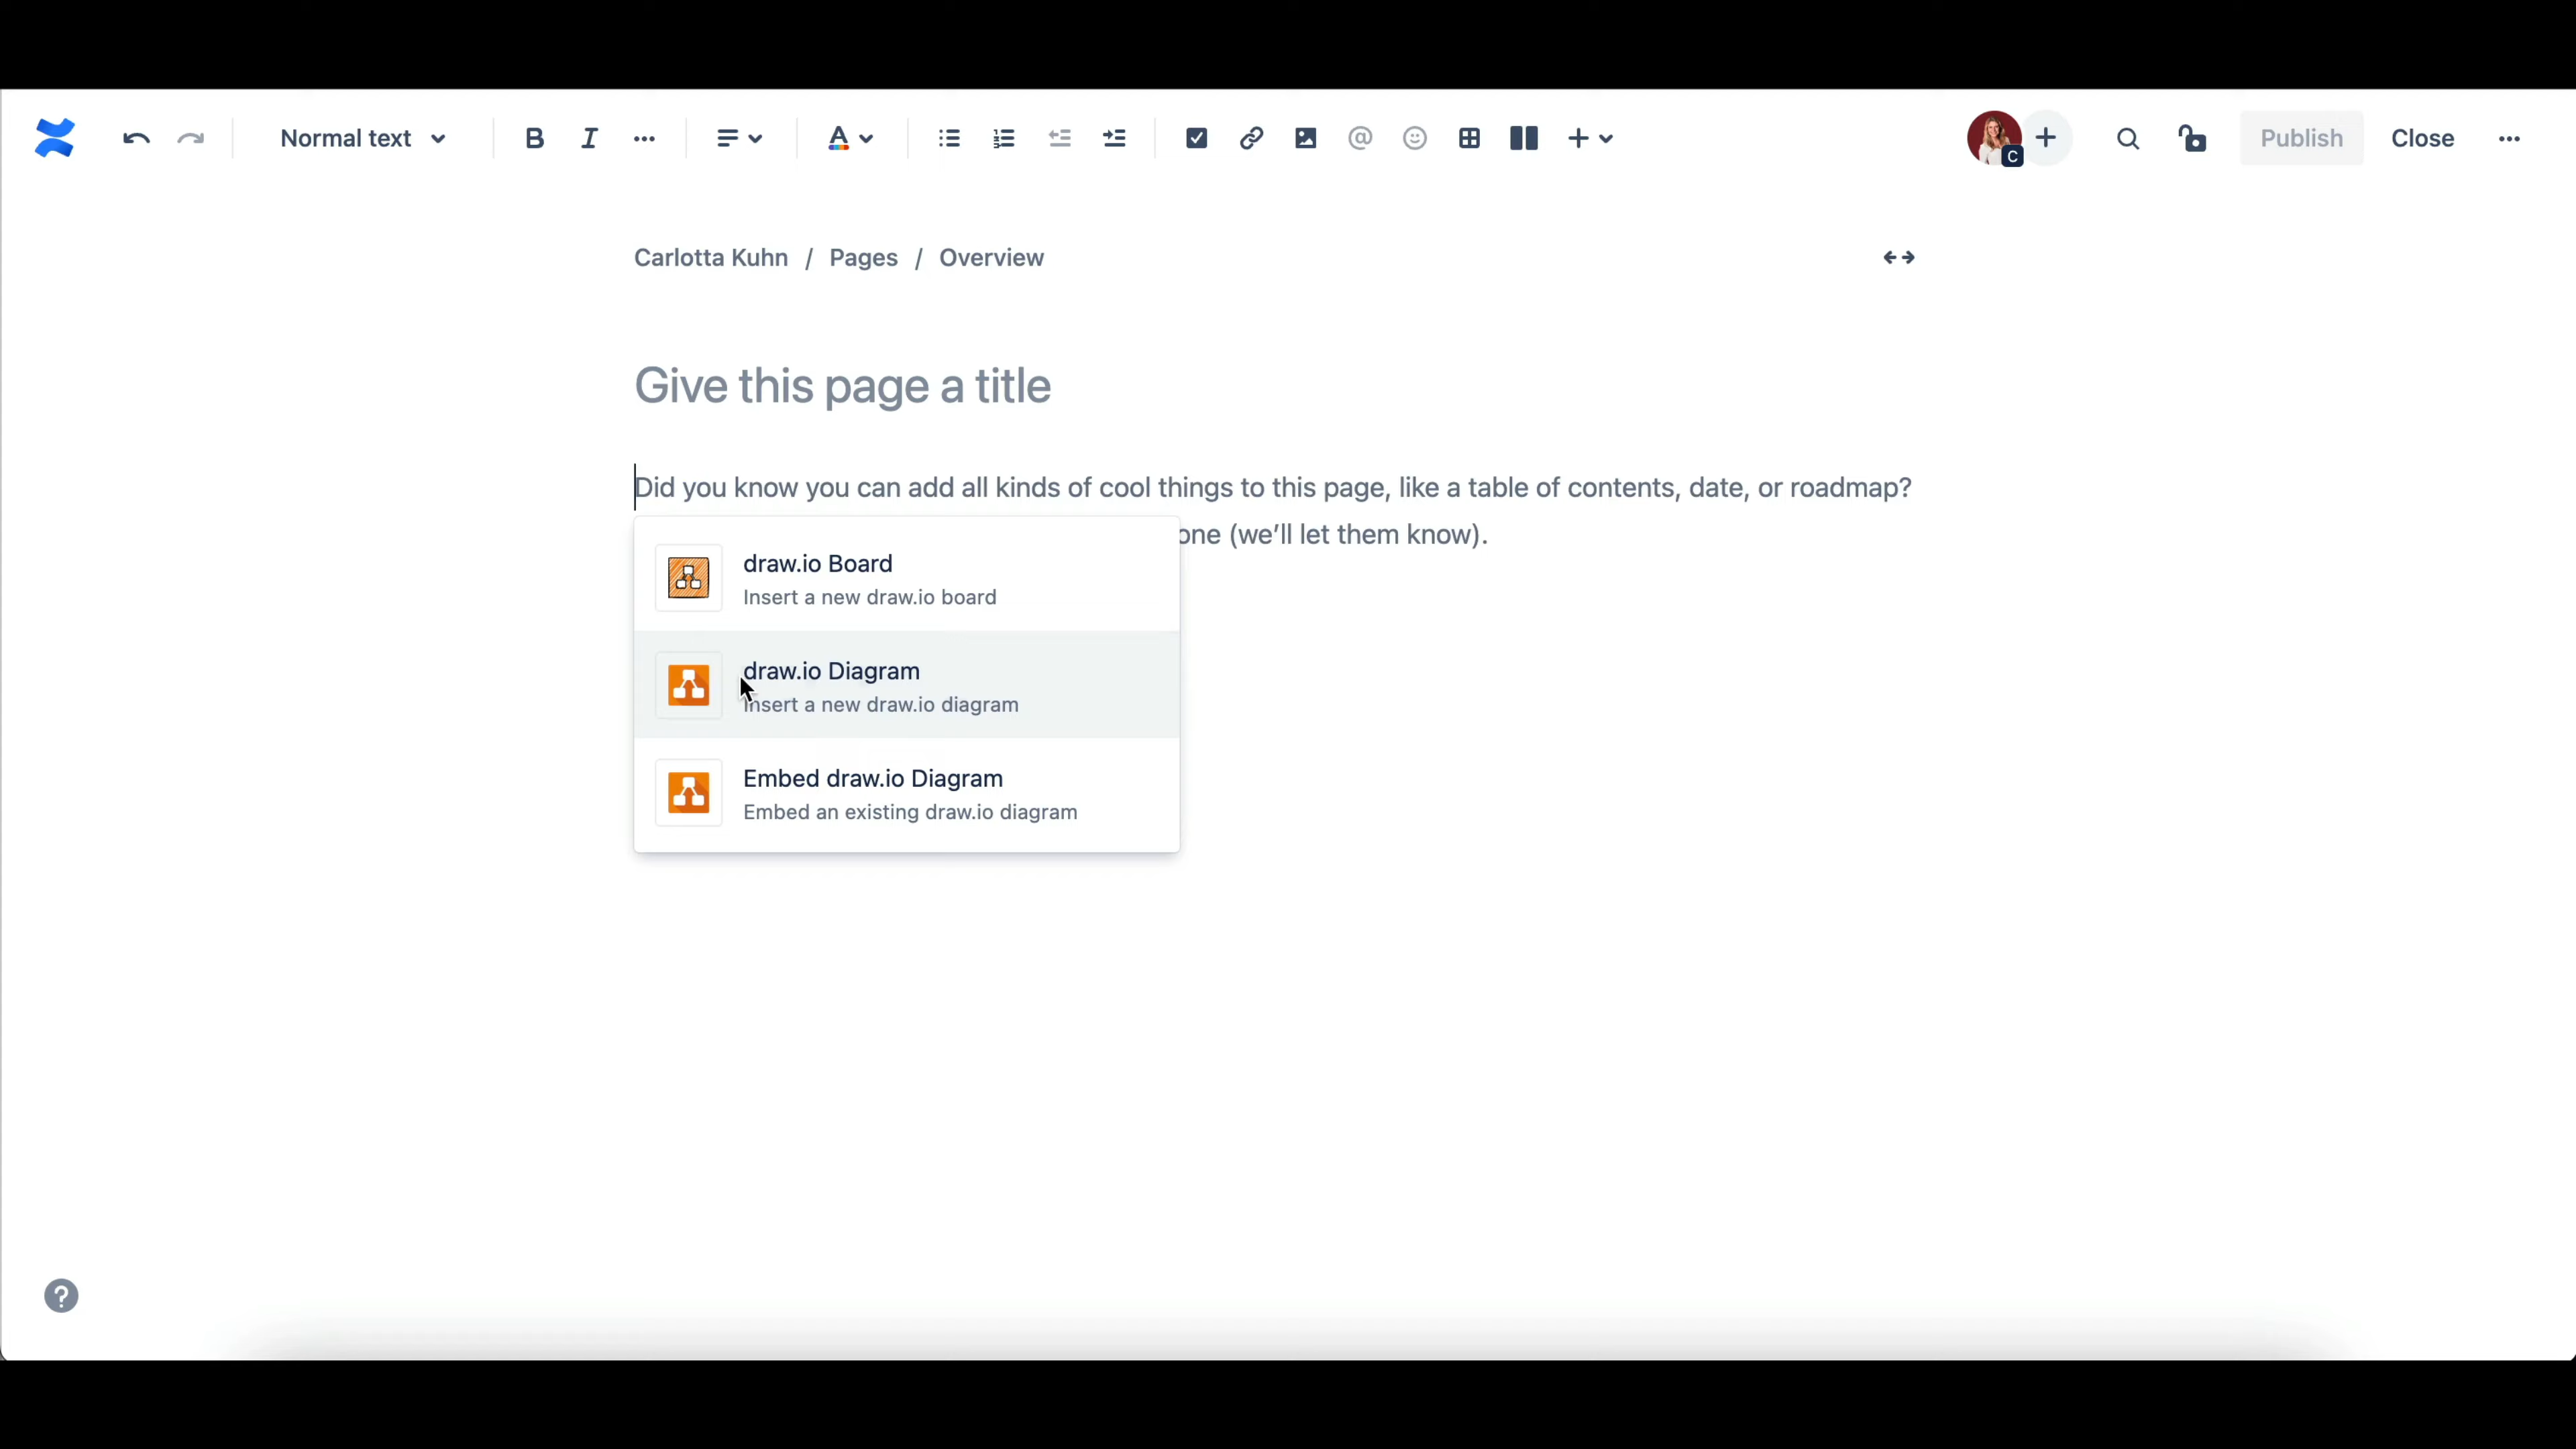 Normal text
Publish
Close
C
Carlotta Kuhn / Pages / Overview
Give this page a title
Did you know you can add all kinds of cool things to this page, like a table of contents, date, or roadmap?
one (we'll let them know).
draw.io Board
Insert a new draw.io board
draw.io Diagram
Insert a new draw.io diagram
Embed draw.io Diagram
Embed an existing draw.io diagram